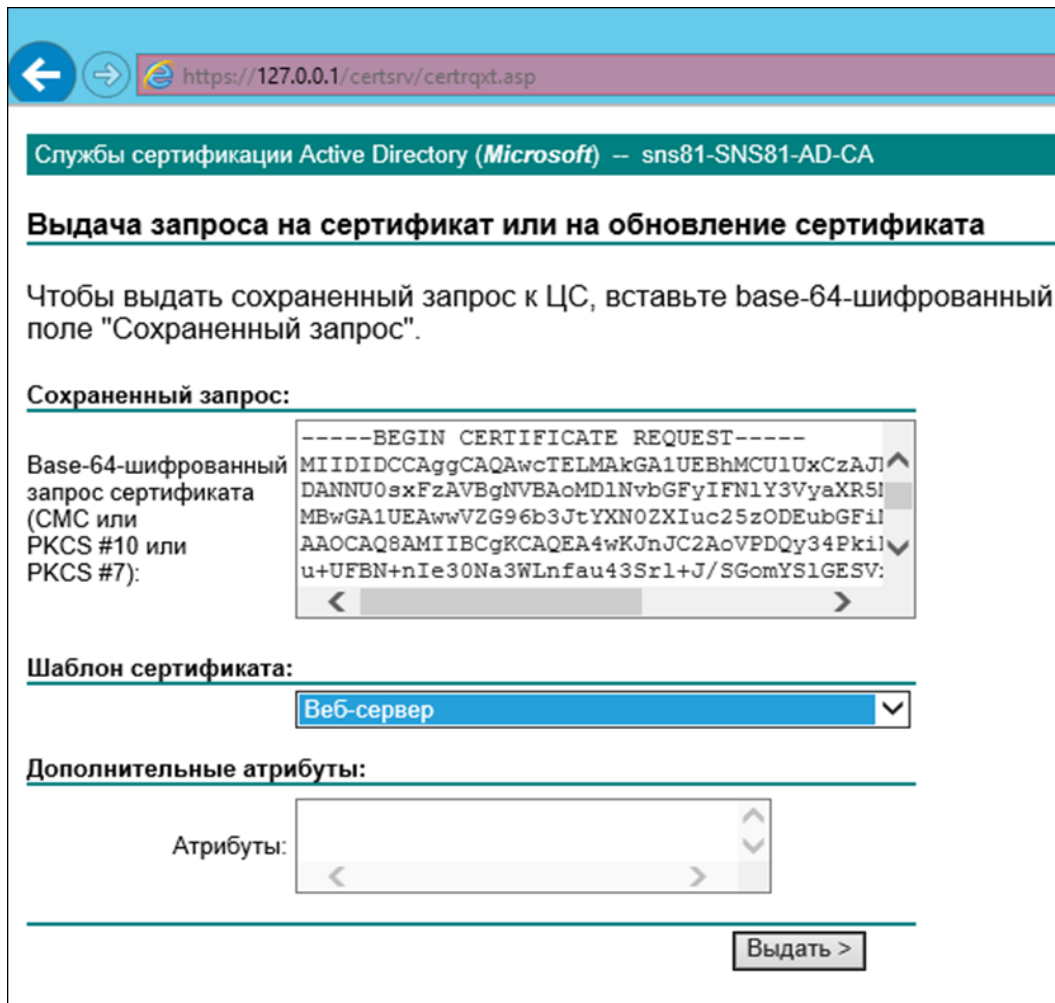 https://127.0.0.1/certsrv/certrqxt.asp
Службы сертификации Active Directory (Microsoft) -- sns81-SNS81-AD-CA
Выдача запроса на сертификат или на обновление сертификата
Чтобы выдать сохраненный запрос к ЦС, вставьте base-64-шифрованный
поле "Сохраненный запрос".
Сохраненный запрос:
Base-64-шифрованный
запрос сертификата
(CMC или
PKCS #10 или
PKCS #7):
-----BEGIN CERTIFICATE REQUEST-----
MIIDIDCCAggCAQAwcTELMAkGA1UEBhMCUlUxCzAJ
DANNU0sxFzAVBgNVBAoMDlNvbGFyIFNlY3VyaXR5
MBwGA1UEAwwVZG96b3JtYXN0ZXIuc25zODEubGFi
AAOCAQ8AMIIBCgKCAQEA4wKJnJC2AoVPDQy34Pki
u+UFBN+nIe30Na3WLnfau43Srl+J/SGomYSlGESV
Шаблон сертификата:
Веб-сервер
Дополнительные атрибуты:
Атрибуты:
Выдать >